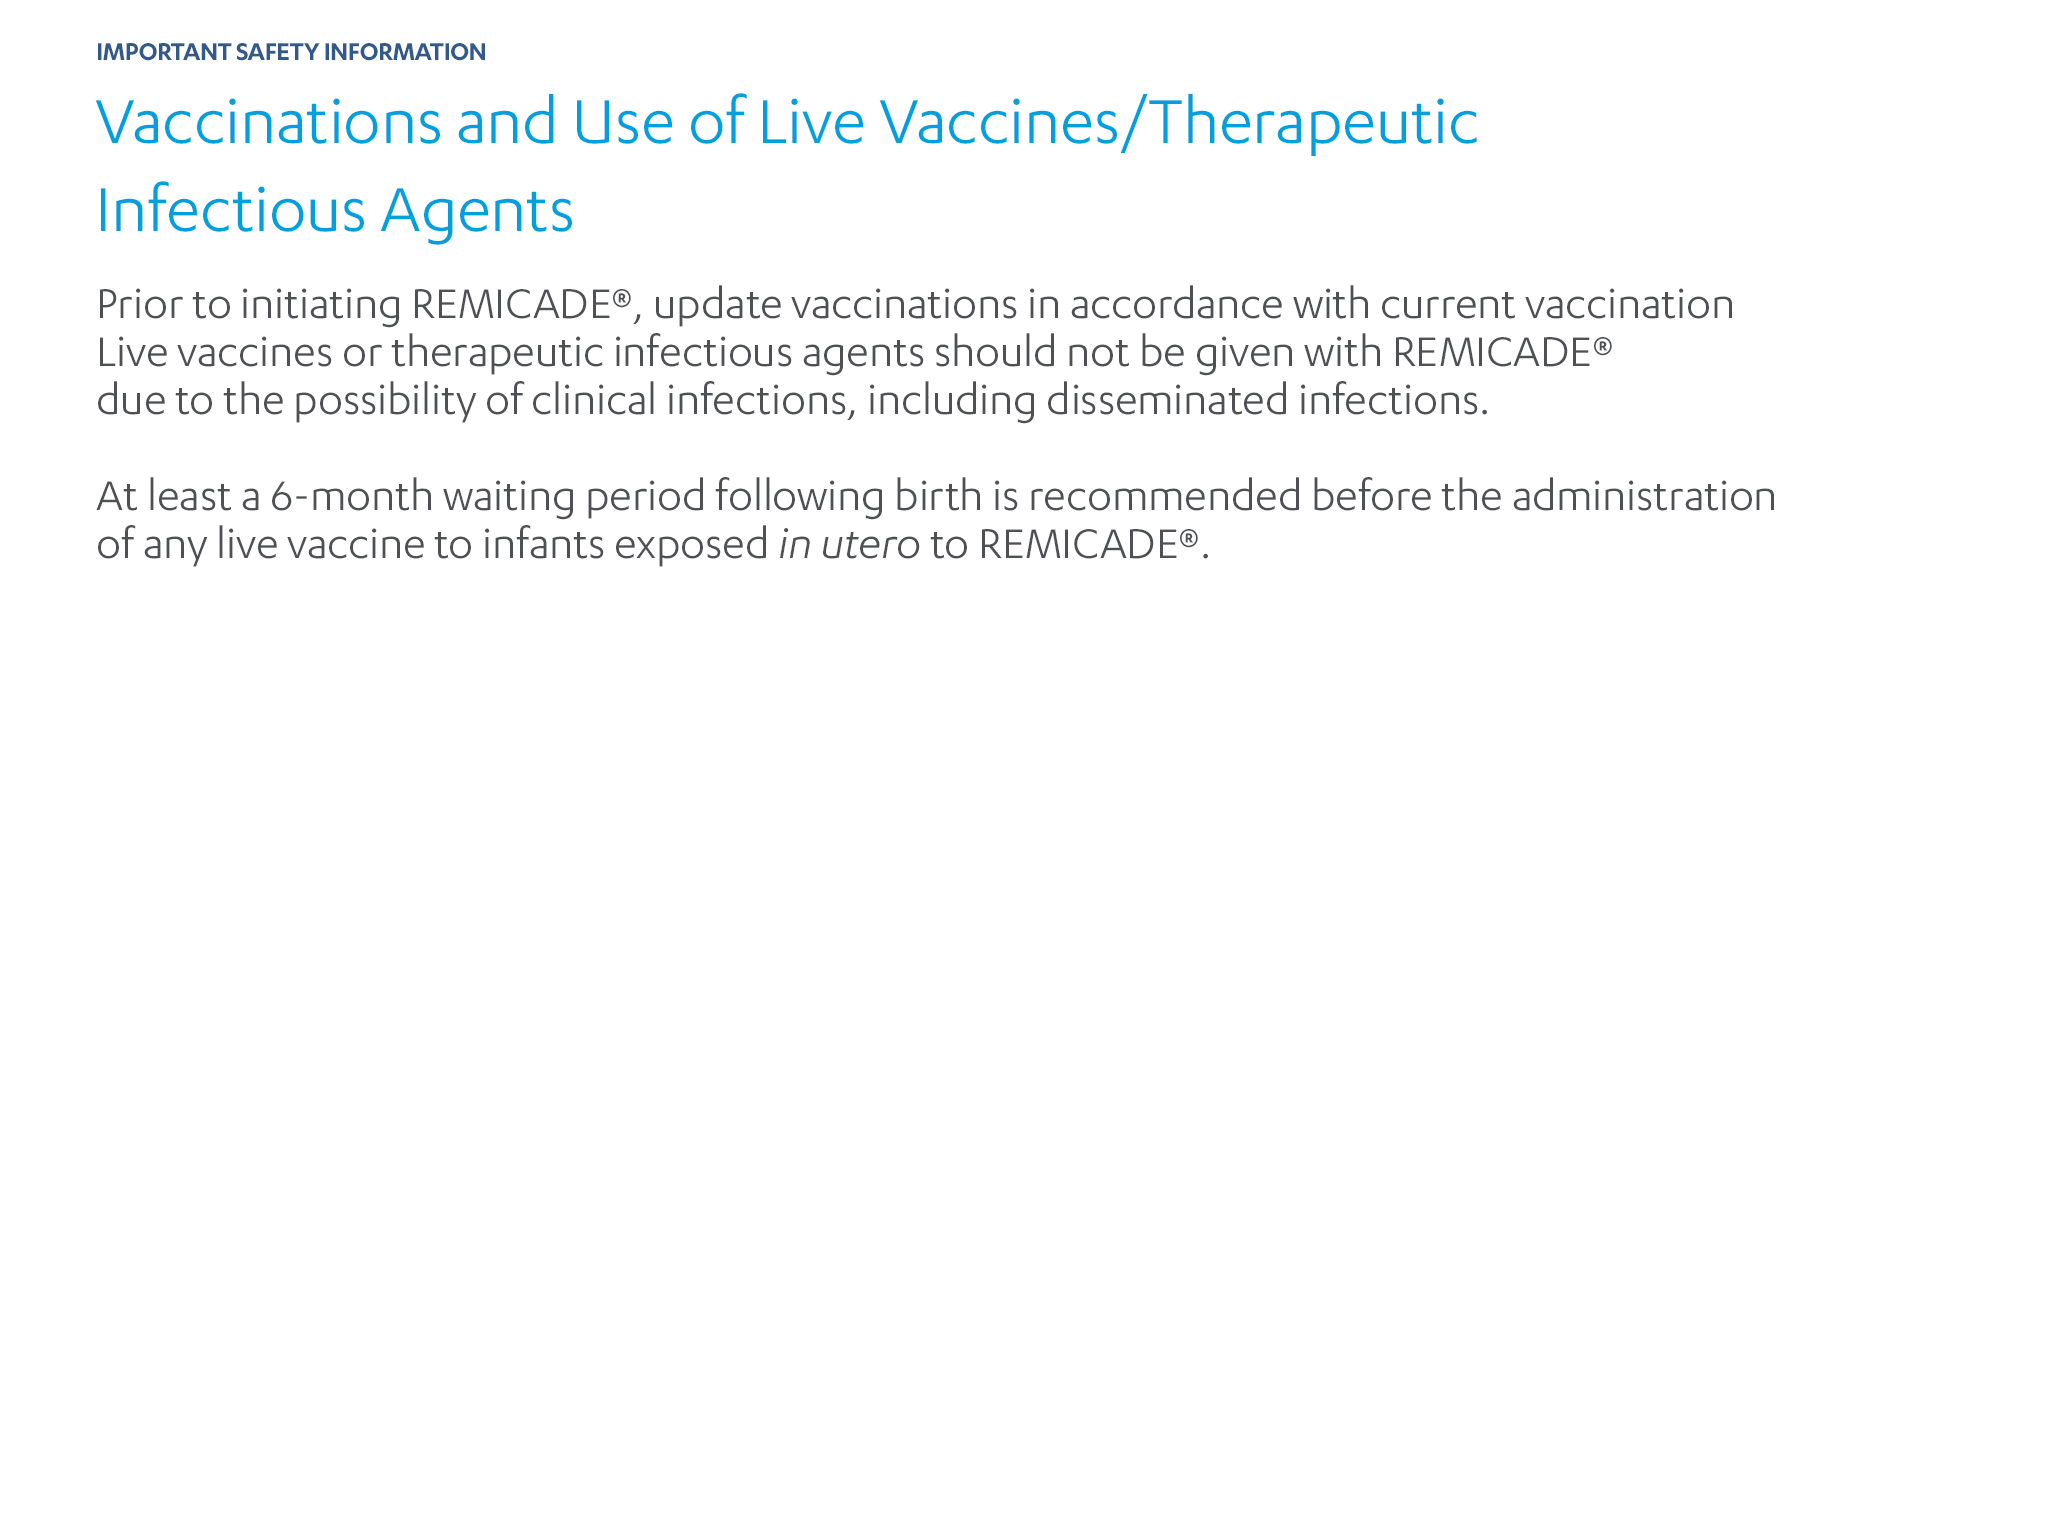 IMPORTANT SAFETY INFORMATION
Vaccinations and Use of Live Vaccines/Therapeutic
Infectious Agents
Prior to initiating REMICADE®, update vaccinations in accordance with current vaccination
Live vaccines or therapeutic infectious agents should not be given with REMICADE®
due to the possibility of clinical infections, including disseminated infections.
At least a 6-month waiting period following birth is recommended before the administration
of any live vaccine to infants exposed in utero to REMICADE®.